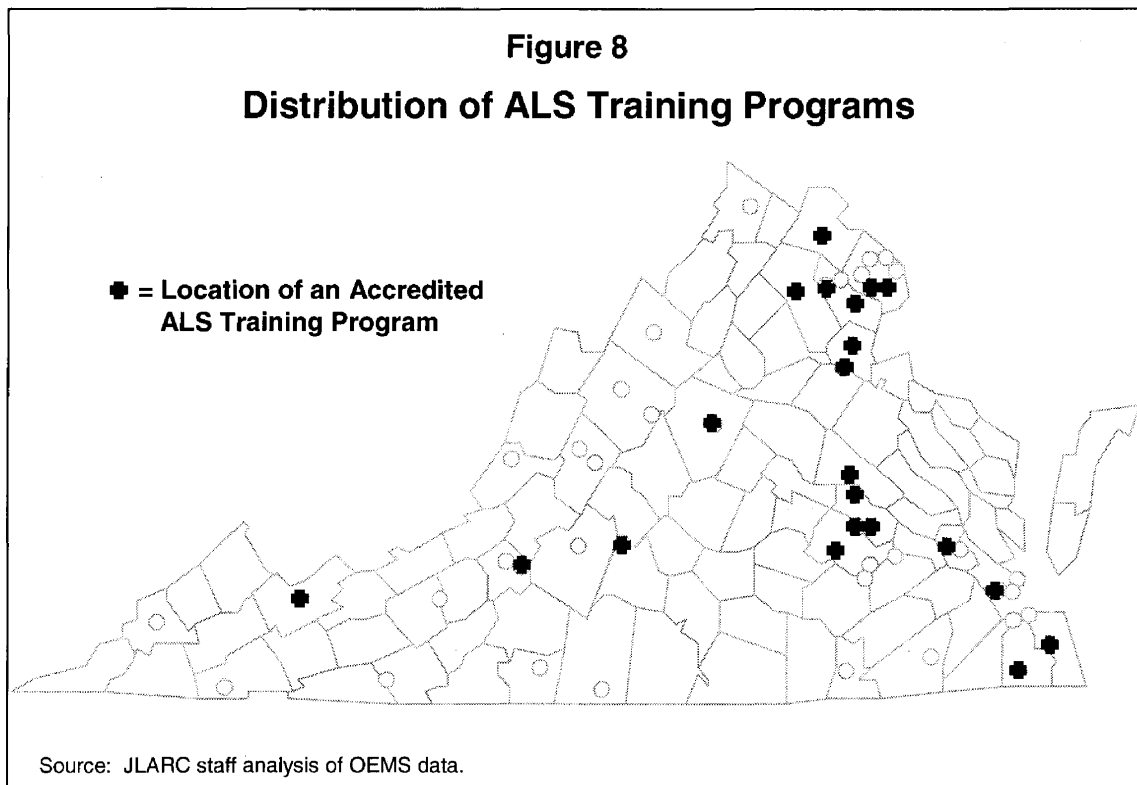 Figure 8
Distribution of ALS Training Programs
= Location of an Accredited
ALS Training Program
Source: JLARC staff analysis of OEMS data.